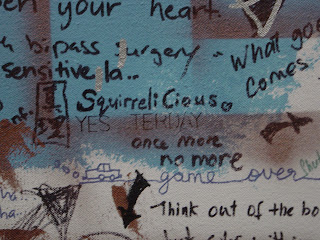 your heart.
bipass surgery
"What goe
sensitive la...
comes
Squirrelicious
YES TERDAY
once more
no more
game over
Think out of the bo